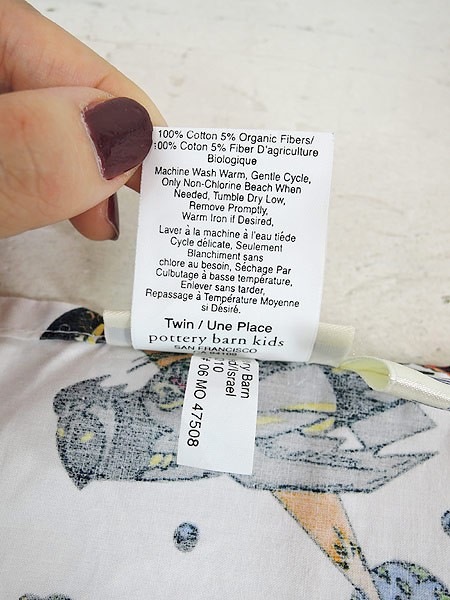 100% Cotton 5% Organic Fibers/
100% Coton 5% Fiber D'agriculture
Biologique
Machine Wash Warm, Gentle Cycle,
Only Non-Chlorine Beach When
Needed, Tumble Dry Low,
Remove Promptly,
Warm Iron if Desired,
Laver à la machine à l'eau tiède
Cycle délicate, Seulement
Blanchiment sans
chlore au besoin, Séchage Par
Culbutage à basse température,
Enlever sans tarder,
Repassage à Température Moyenne
si Désiré.
Twin / Une Place
pottery barn kids
SAN FRANCISCO
ry Barn
d/Israel
10
06 MO 47508